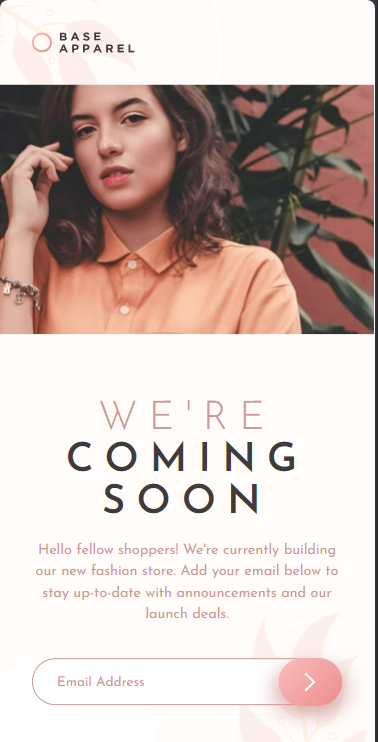 BASE
APPAREL
WE'RE
COMING
SOON
Hello fellow shoppers! We're currently building
our new fashion store. Add your email below to
stay up-to-date with announcements and our
launch deals.
Email Address